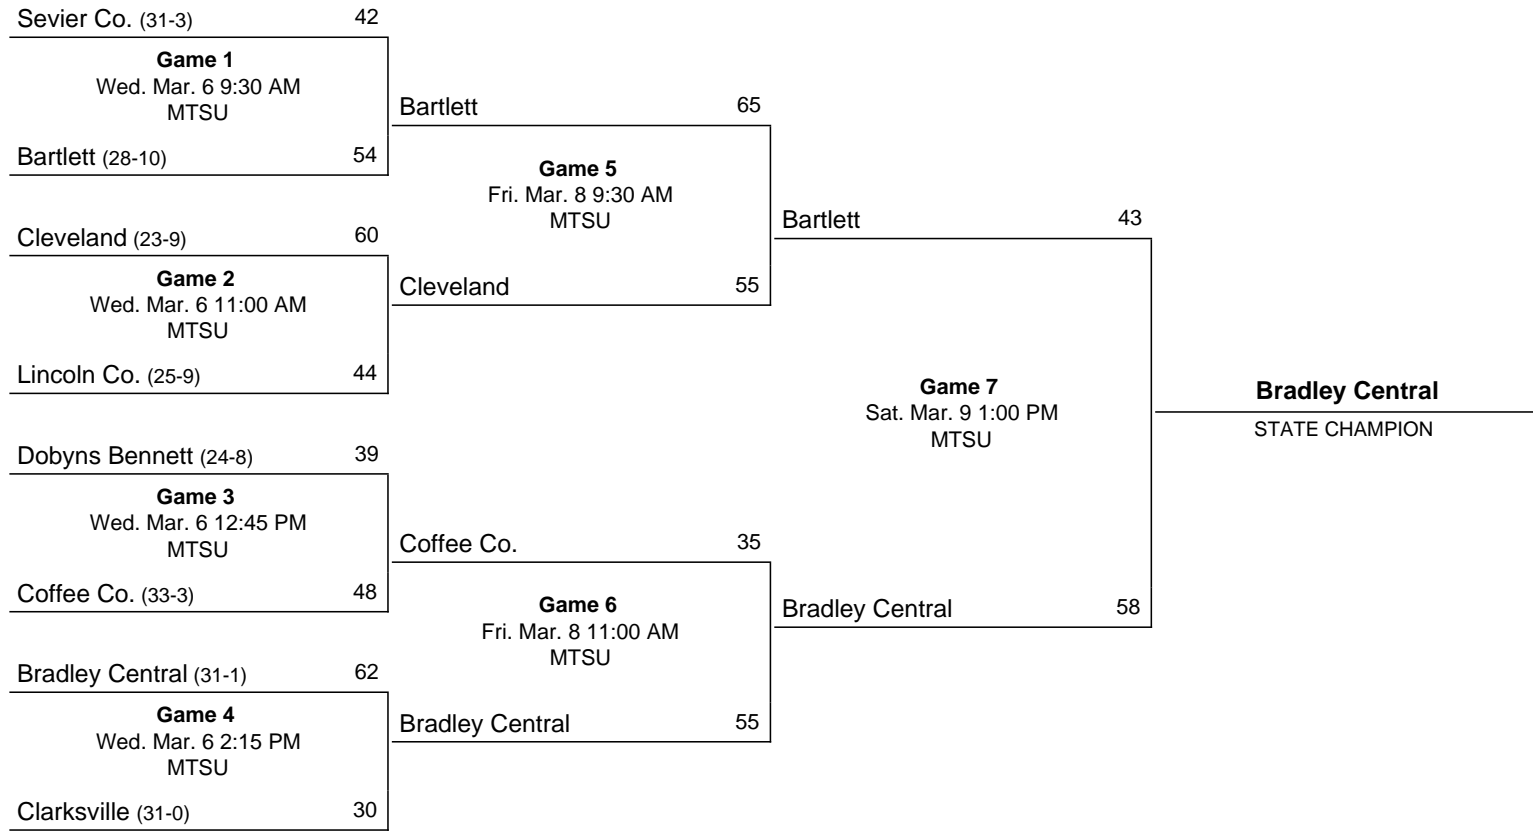 Sevier Co. (31-3) 42
Game 1
Wed. Mar. 6 9:30 AM
MTSU
Bartlett (28-10) 54
Cleveland (23-9) 60
Game 2
Wed. Mar. 6 11:00 AM
MTSU
Lincoln Co. (25-9) 44
Dobyns Bennett (24-8) 39
Game 3
Wed. Mar. 6 12:45 PM
MTSU
Coffee Co. (33-3) 48
Bradley Central (31-1) 62
Game 4
Wed. Mar. 6 2:15 PM
MTSU
Clarksville (31-0) 30
Bartlett 65
Game 5
Fri. Mar. 8 9:30 AM
MTSU
Cleveland 55
Coffee Co. 35
Game 6
Fri. Mar. 8 11:00 AM
MTSU
Bradley Central 55
Bartlett 43
Game 7
Sat. Mar. 9 1:00 PM
MTSU
Bradley Central 58
Bradley Central
STATE CHAMPION